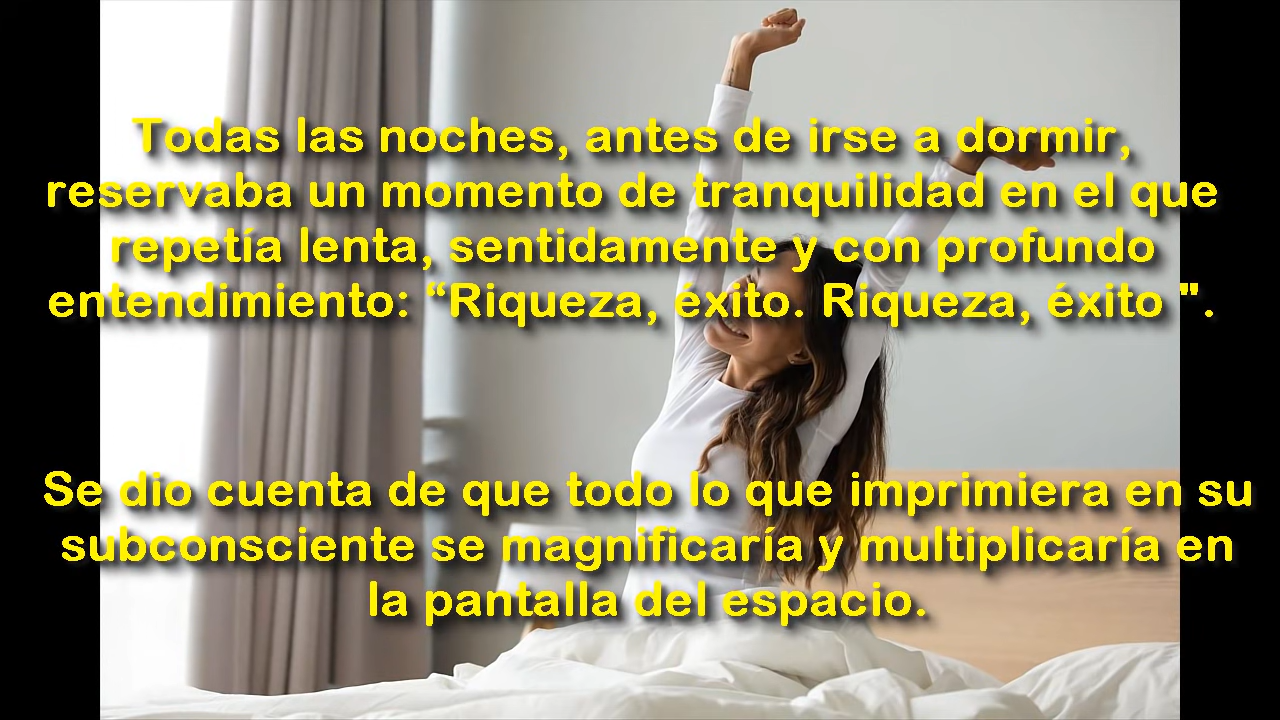 Todas las noches, antes de irse a dormir,
reservaba un momento de tranquilidad en el que
repetía lenta, sentidamente y con profundo
entendimiento: “Riqueza, éxito. Riqueza, éxito ".
Se dio cuenta de que todo lo que imprimiera en su
subconsciente se magnificaría y multiplicaría en
la pantalla del espacio.